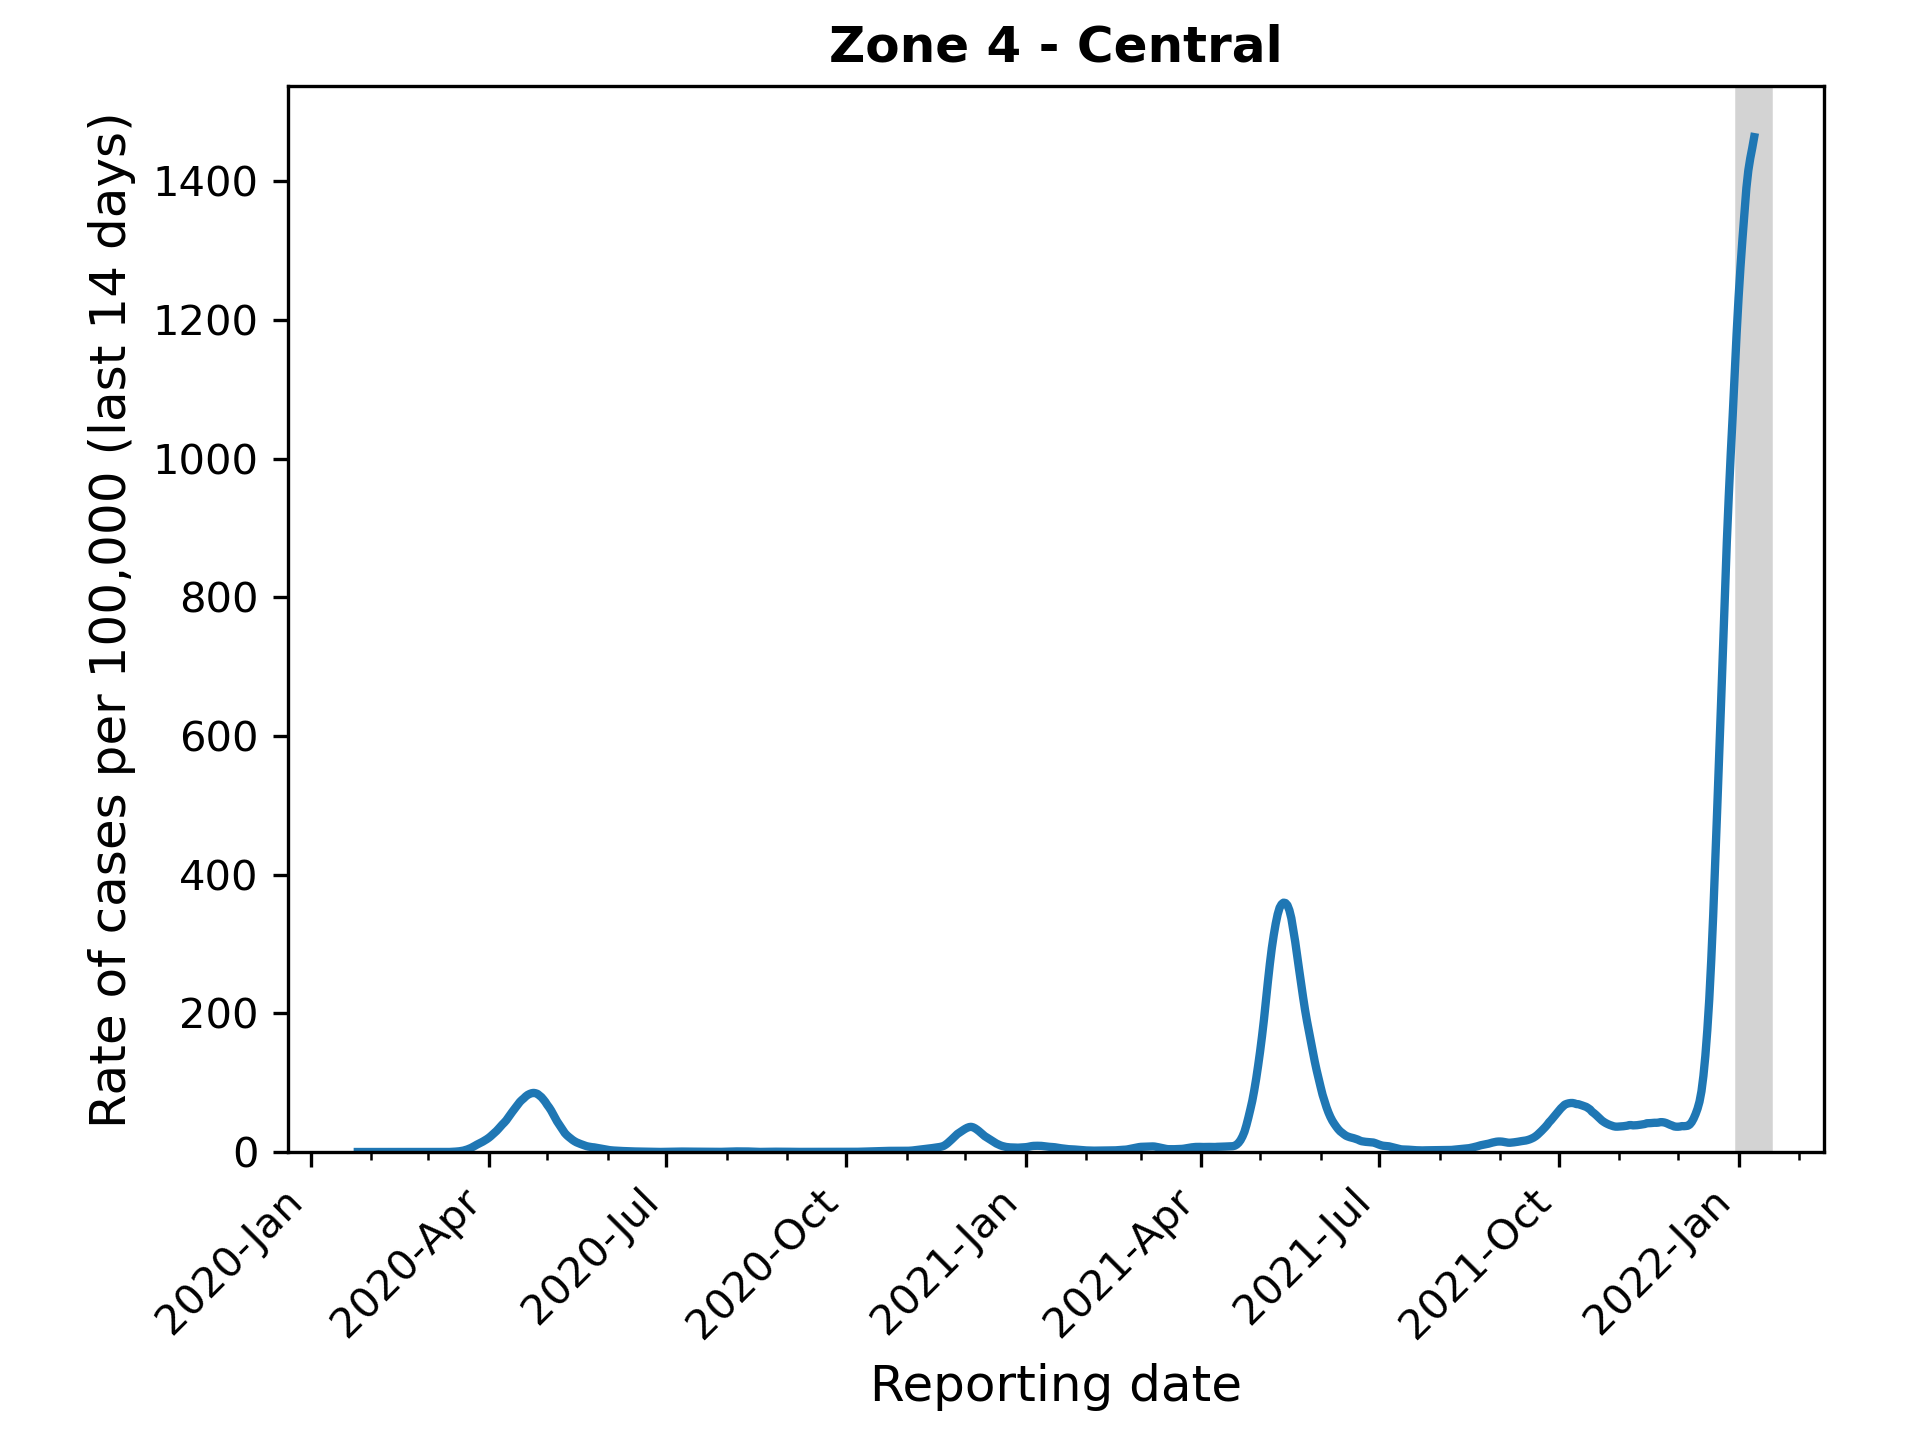 Zone 4 - Central
Rate of cases per 100,000 (last 14 days)
1400
1200
1000
800
600
400
200
0
2020-Jan
2020-Apr
2020-Jul
2020-Oct
2021-Jan
2021-Apr
2021-Jul
2021-Oct
2022-Jan
Reporting date